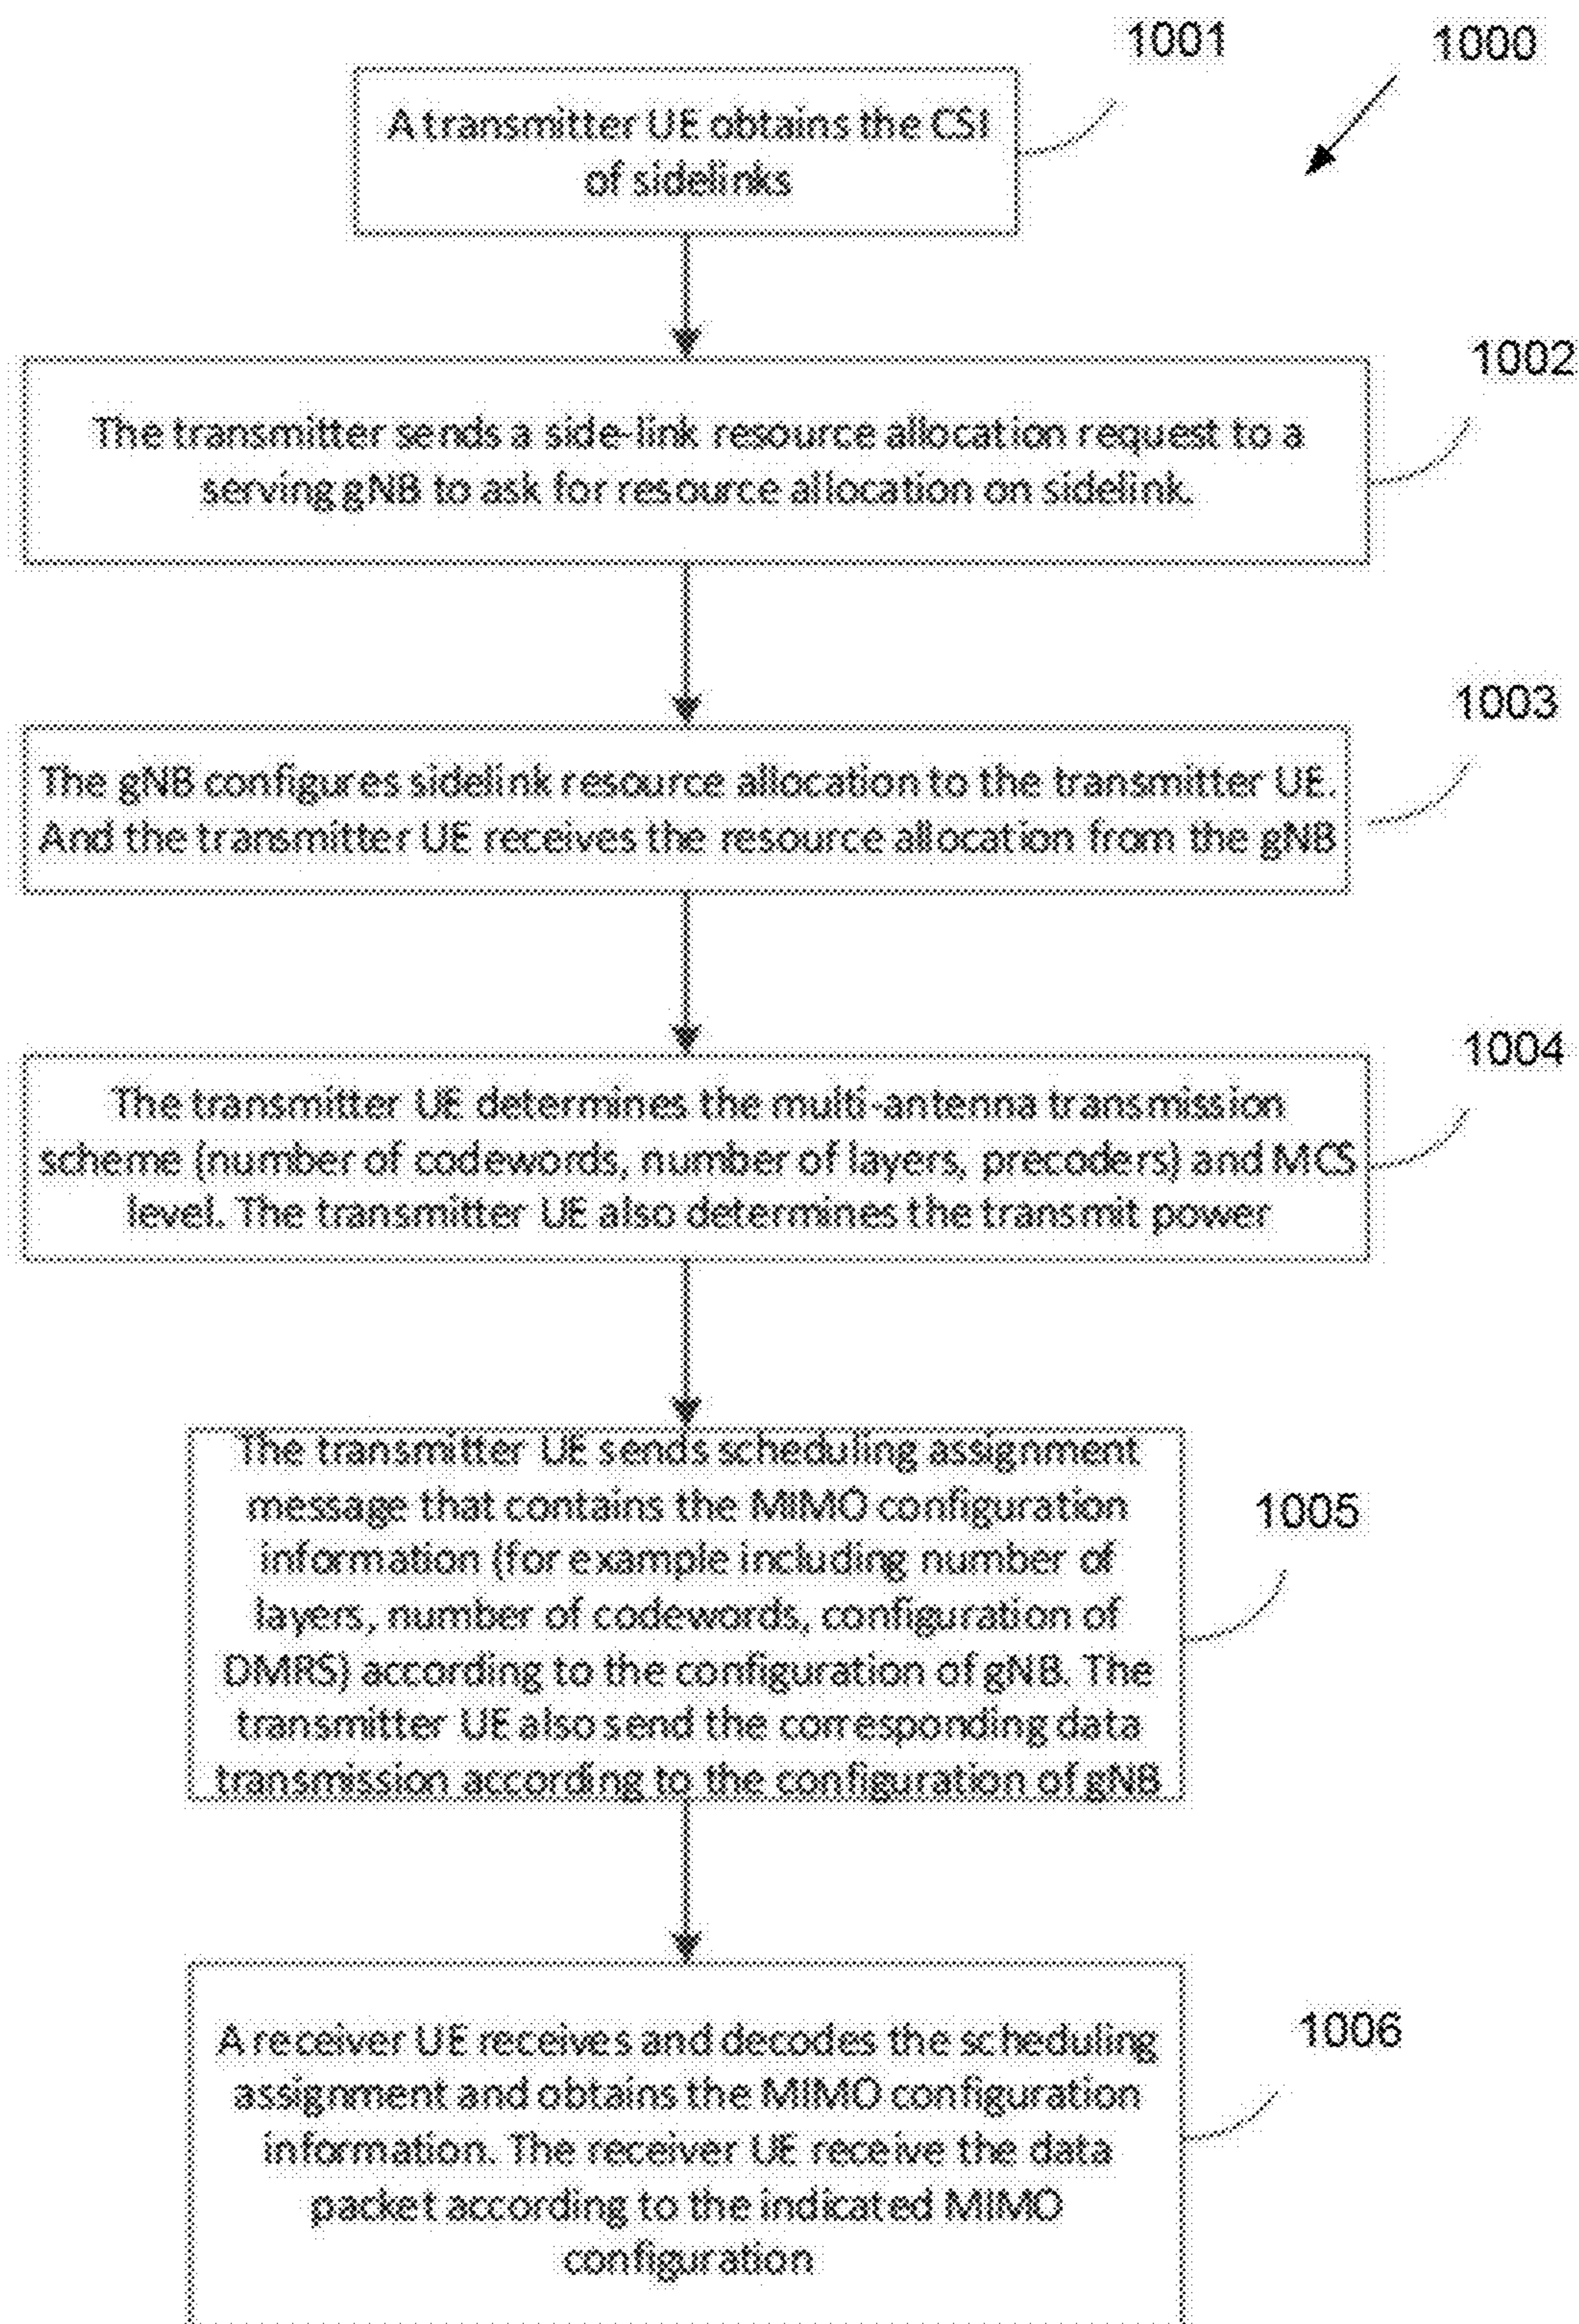 1001
1000
A transmitter UE obtains the CSI
of sidelinks
1002
The transmitter sends a side-link resource allocation request to a
serving gNB to ask for resource allocation on sidelink.
1003
The gNB configures sidelink resource allocation to the transmitter UE.
And the transmitter UE receives the resource allocation from the gNB
1004
The transmitter UE determines the multi-antenna transmission
scheme (number of codewords, number of layers, precoders) and MCS
level. The transmitter UE also determines the transmit power
The transmitter UE sends scheduling assignment
message that contains the MIMO configuration
information (for example including number of
layers, number of codewords, configuration of
DMRS) according to the configuration of gNB. The
transmitter UE also send the corresponding data
transmission according to the configuration of gNB
1005
A receiver UE receives and decodes the scheduling
assignment and obtains the MIMO configuration
information. The receiver UE receive the data
packet according to the indicated MIMO
configuration
1006